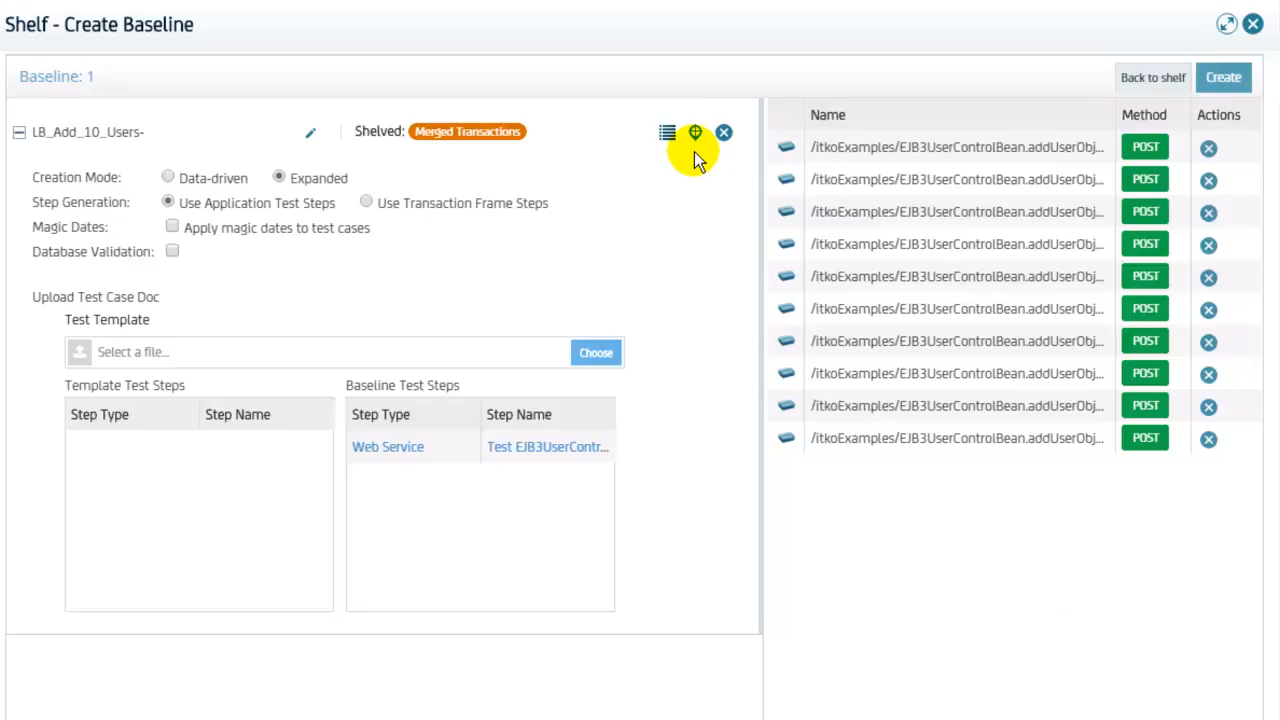 Shelf - Create Baseline
Baseline: 1
Back to shelf
Create
LB_Add_10_Users-
Shelved: Merged Transactions
Creation Mode: Data-driven Expanded
Step Generation: Use Application Test Steps Use Transaction Frame Steps
Magic Dates: Apply magic dates to test cases
Database Validation:
Upload Test Case Doc
Test Template
Select a file...
Choose
Template Test Steps
Step Type Step Name
Baseline Test Steps
Step Type Step Name
Web Service Test EJB3UserContr...
Name Method Actions
/itkoExamples/EJB3UserControlBean.addUserObj... POST
/itkoExamples/EJB3UserControlBean.addUserObj... POST
/itkoExamples/EJB3UserControlBean.addUserObj... POST
/itkoExamples/EJB3UserControlBean.addUserObj... POST
/itkoExamples/EJB3UserControlBean.addUserObj... POST
/itkoExamples/EJB3UserControlBean.addUserObj... POST
/itkoExamples/EJB3UserControlBean.addUserObj... POST
/itkoExamples/EJB3UserControlBean.addUserObj... POST
/itkoExamples/EJB3UserControlBean.addUserObj... POST
/itkoExamples/EJB3UserControlBean.addUserObj... POST